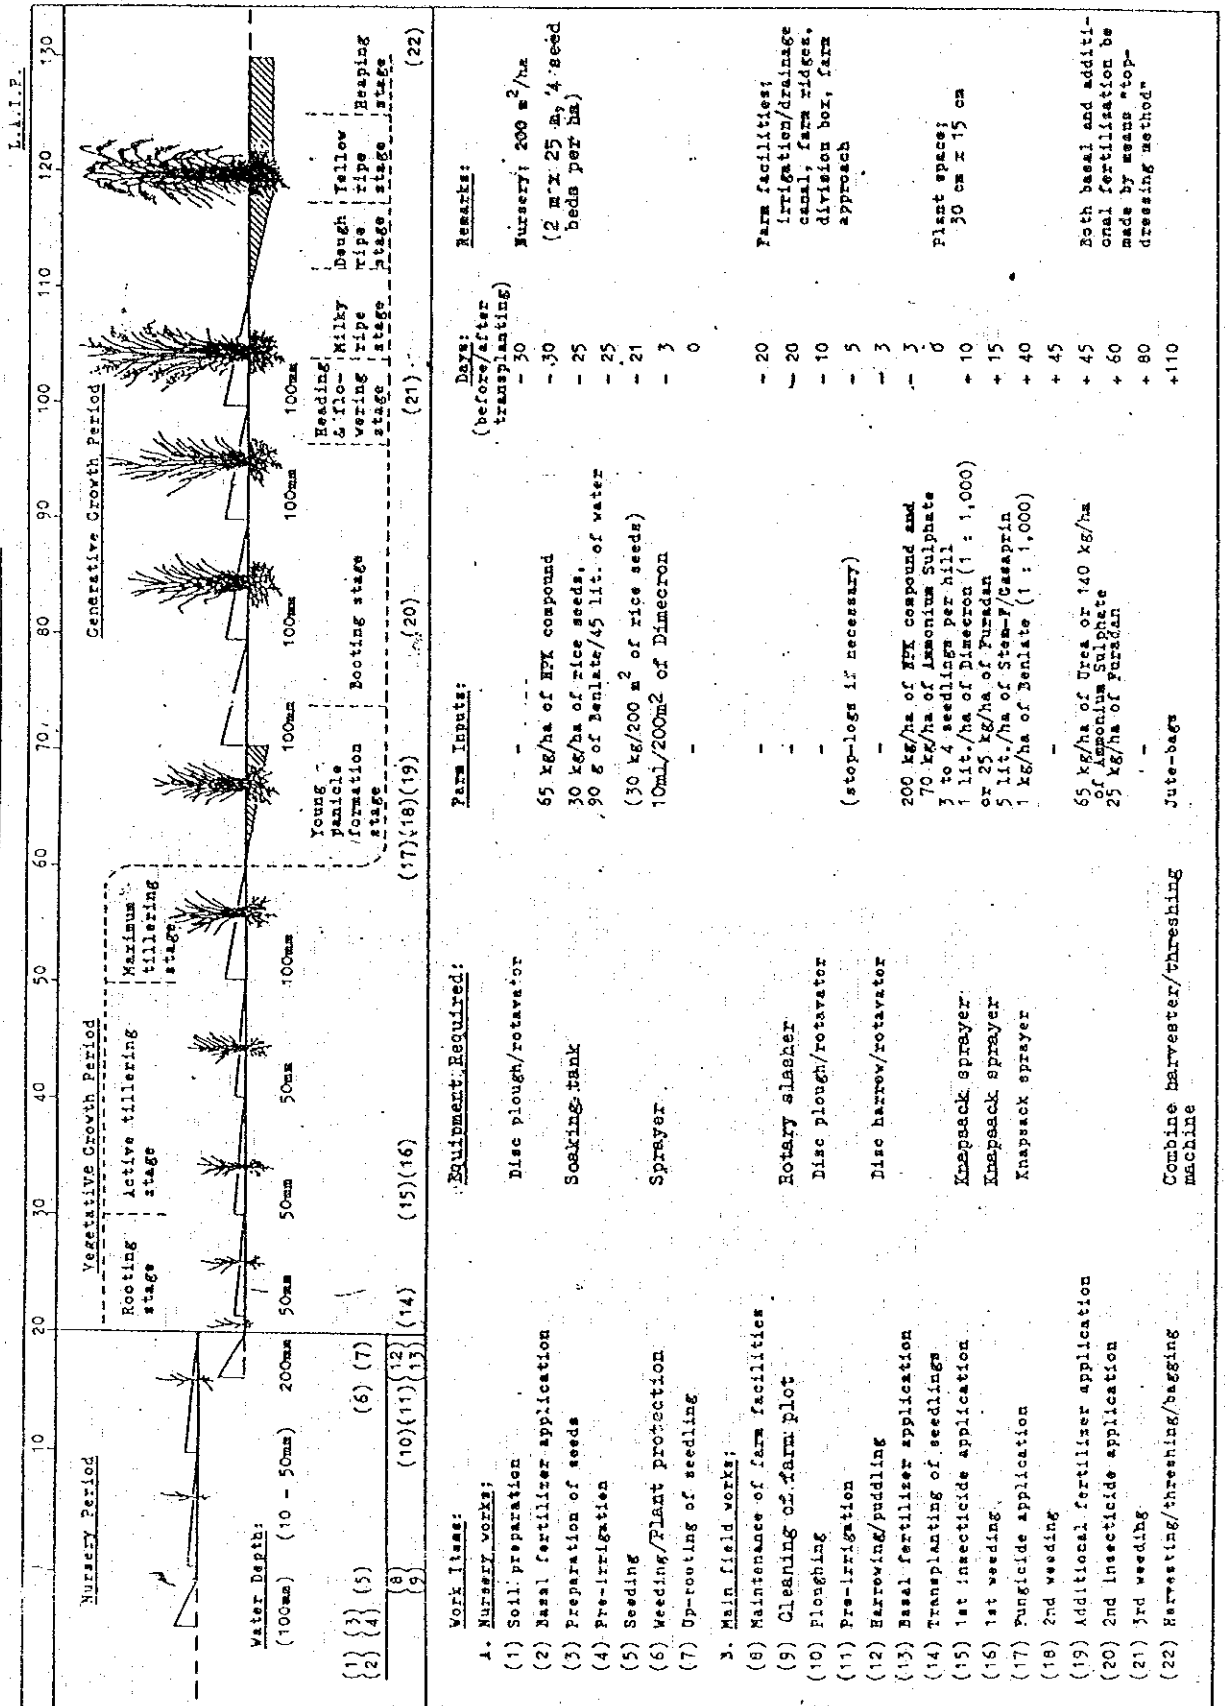 L.A.I.P.
10 20 30 40 50 60 70 80 90 100 110 120 130
Nursery Period
Vegetative Growth Period
Generative Growth Period
Rooting stage
Active tillering stage
Maximum tillering stage
Young panicle formation stage
Booting stage
Heading & flowering stage
Milky ripe stage
Dough ripe stage
Yellow ripe stage
Reaping stage
Water Depth:
(100mm) (10 - 50mm) 200mm 50mm 50mm 50mm 100mm 100mm 100mm 100mm 100mm
(1) (3) (5) (6) (7)
(2) (4)
(8) (10)(11) (12) (14) (15)(16) (17)(18)(19) (20) (21) (22)
(9) (13)
Work Items: Equipment Required: Farm Inputs: Days: Remarks:
(before/after transplanting)
A. Nursery works;
(1) Soil preparation Disc plough/rotavator - - 30 Nursery; 200 m²/ha
(2) Basal fertilizer application 65 kg/ha of NPK compound - 30 (2 m x 25 m, 4 seed
(3) Preparation of seeds Soaking tank 30 kg/ha of rice seeds, - 25 beds per ha)
90 g of Benlate/45 lit. of water
(4) Pre-irrigation - 25
(5) Seeding (30 kg/200 m² of rice seeds) - 21
(6) Weeding/Plant protection Sprayer 10ml/200m2 of Dimecron - 3
(7) Up-routing of seedling - 0
B. Main field works;
(8) Maintenance of farm facilities - - 20 Farm facilities;
(9) Cleaning of farm plot Rotary slasher - - 20 irrigation/drainage
canal, farm ridges,
(10) Ploughing Disc plough/rotavator - - 10 division box, farm
(11) Pre-irrigation (stop-logs if necessary) - 5 approach
(12) Harrowing/puddling Disc harrow/rotavator - - 3
(13) Basal fertilizer application 200 kg/ha of NPK compound and - 3
70 kg/ha of Ammonium Sulphate
(14) Transplanting of seedlings 3 to 4 seedlings per hill 0 Plant space;
(15) 1st insecticide application Knapsack sprayer 1 lit./ha of Dimecron (1 : 1,000) + 10 30 cm x 15 cm
or 25 kg/ha of Furadan
(16) 1st weeding Knapsack sprayer 5 lit./ha of Stem-F/Gasaprin + 15
(17) Fungicide application Knapsack sprayer 1 kg/ha of Benlate (1 : 1,000) + 40
(18) 2nd weeding - + 45
(19) Additional fertilizer application 65 kg/ha of Urea or 140 kg/ha + 45 Both basal and additi-
of Ammonium Sulphate onal fertilization be
(20) 2nd insecticide application 25 kg/ha of Furadan + 60 made by means "top-
(21) 3rd weeding - + 80 dressing method"
(22) Harvesting/threshing/bagging Combine harvester/threshing Jute-bags +110
machine